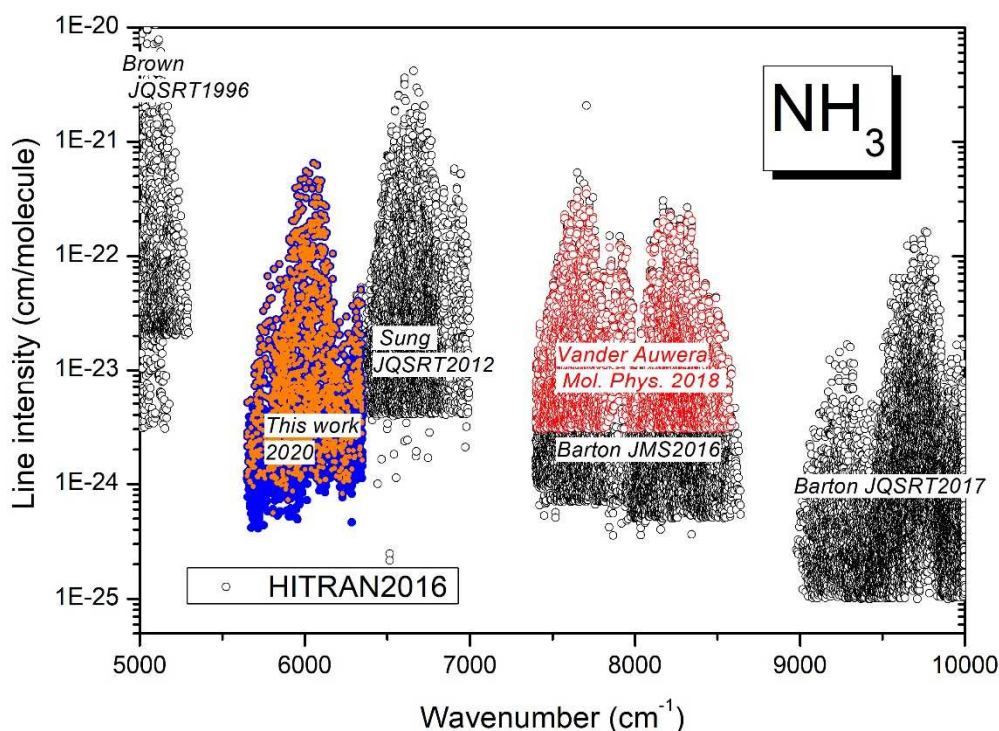 1E-20
1E-21
1E-22
1E-23
1E-24
1E-25
Line intensity (cm/molecule)
Brown
JQSRT1996
NH₃
Sung
JQSRT2012
This work
2020
Vander Auwera
Mol. Phys. 2018
Barton JMS2016
Barton JQSRT2017
HITRAN2016
5000 6000 7000 8000 9000 10000
Wavenumber (cm⁻¹)